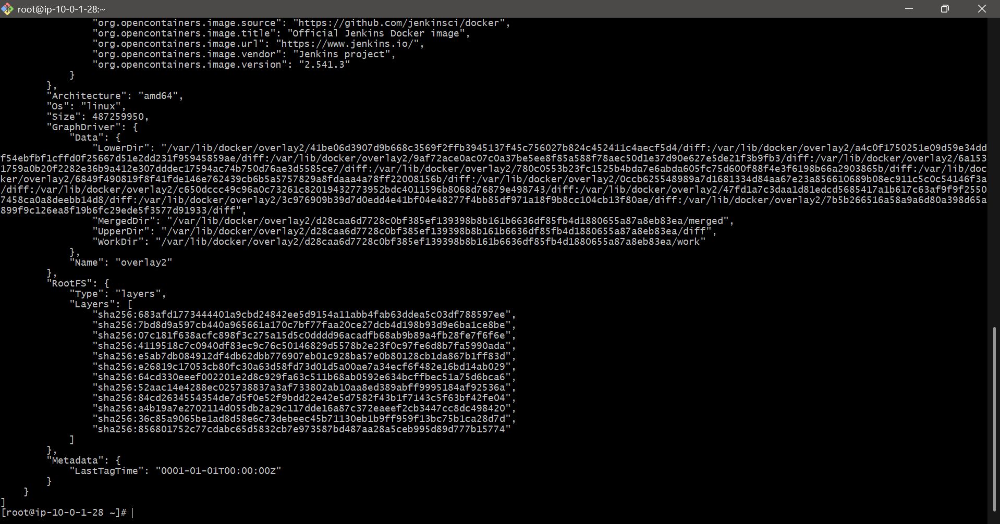 root@ip-10-0-1-28:~
"org.opencontainers.image.source": "https://github.com/jenkinsci/docker",
"org.opencontainers.image.title": "Official Jenkins Docker image",
"org.opencontainers.image.url": "https://www.jenkins.io/",
"org.opencontainers.image.vendor": "Jenkins project",
"org.opencontainers.image.version": "2.541.3"
}
},
"Architecture": "amd64",
"Os": "linux",
"Size": 487259950,
"GraphDriver": {
"Data": {
"LowerDir": "/var/lib/docker/overlay2/41be06d3907d9b668c3569f2ffb3945137f45c756027b824c452411c4aecf5d4/diff:/var/lib/docker/overlay2/a4c0f1750251e09d59e34dd
f54ebfbf1cffd0f25667d51e2dd231f95945859ae/diff:/var/lib/docker/overlay2/9af72ace0ac07c0a37be5ee8f85a588f78aec50d1e37d90e627e5de21f3b9fb3/diff:/var/lib/docker/overlay2/6a153
1759a0b20f2282e36b9a412e307dddec17594ac74b750d76ae3d5585ce7/diff:/var/lib/docker/overlay2/780c0553b23fc1525b4bda7e6abda605fc75d600f88f4e3f6198b66a2903865b/diff:/var/lib/doc
ker/overlay2/6849f490819f8f41fde146e762439cb6b5a5757829a8fdaaa4a78ff22008156b/diff:/var/lib/docker/overlay2/0ccb625548989a7d1681334d84aa67e23a856610689b08ec911c5c0c54146f3a
/diff:/var/lib/docker/overlay2/c650dccc49c96a0c73261c82019432773952bdc4011596b8068d76879e498743/diff:/var/lib/docker/overlay2/47fd1a7c3daa1d81edcd5685417a1b617c63af9f9f2550
7458ca0a8deebb14d8/diff:/var/lib/docker/overlay2/3c976909b39d7d0edd4e41bf04e48277f4bb85df971a18f9b8cc104cb13f80ae/diff:/var/lib/docker/overlay2/7b5b266516a58a9a6d80a398d65a
899f9c126ea8f19b6fc29ede5f3577d91933/diff",
"MergedDir": "/var/lib/docker/overlay2/d28caa6d7728c0bf385ef139398b8b161b6636df85fb4d1880655a87a8eb83ea/merged",
"UpperDir": "/var/lib/docker/overlay2/d28caa6d7728c0bf385ef139398b8b161b6636df85fb4d1880655a87a8eb83ea/diff",
"WorkDir": "/var/lib/docker/overlay2/d28caa6d7728c0bf385ef139398b8b161b6636df85fb4d1880655a87a8eb83ea/work"
},
"Name": "overlay2"
},
"RootFS": {
"Type": "layers",
"Layers": [
"sha256:683afd1773444401a9cbd24842ee5d9154a11abb4fab63ddea5c03df788597ee",
"sha256:7bd8d9a597cb440a965661a170c7bf77faa20ce27dcb4d198b93d9e6ba1ce8be",
"sha256:07c181f638acfc898f3c275a15d5c0dddd96acadfb68ab9b89a4fb28fe7f6f6e",
"sha256:4119518c7c0940df83ec9c76c50146829d5578b2e23f0c97fe6d8b7fa5990ada",
"sha256:e5ab7db084912df4db62dbb776907eb01c928ba57e0b80128cb1da867b1ff83d",
"sha256:e26819c17053cb80fc30a63d58fd73d01d5a00ae7a34ecf6f482e16bd14ab029",
"sha256:64cd330eeef002201e2d8c929fa63c511b68ab0592e634bcffbec51a75d6bca6",
"sha256:52aac14e4288ec025738837a3af733802ab10aa8ed389abff9995184af92536a",
"sha256:84cd2634554354de7d5f0e52f9bdd22e42e5d7582f43b1f7143c5f63bf42fe04",
"sha256:a4b19a7e2702114d055db2a29c117dde16a87c372eaeef2cb3447cc8dc498420",
"sha256:36c85a9065be1ad8d58e6c73debeec45b71130eb1b9ff959f13bc75b1ca28d7d",
"sha256:856801752c77cdabc65d5832cb7e973587bd487aa28a5ceb995d89d777b15774"
]
},
"Metadata": {
"LastTagTime": "0001-01-01T00:00:00Z"
}
}
]
[root@ip-10-0-1-28 ~]#